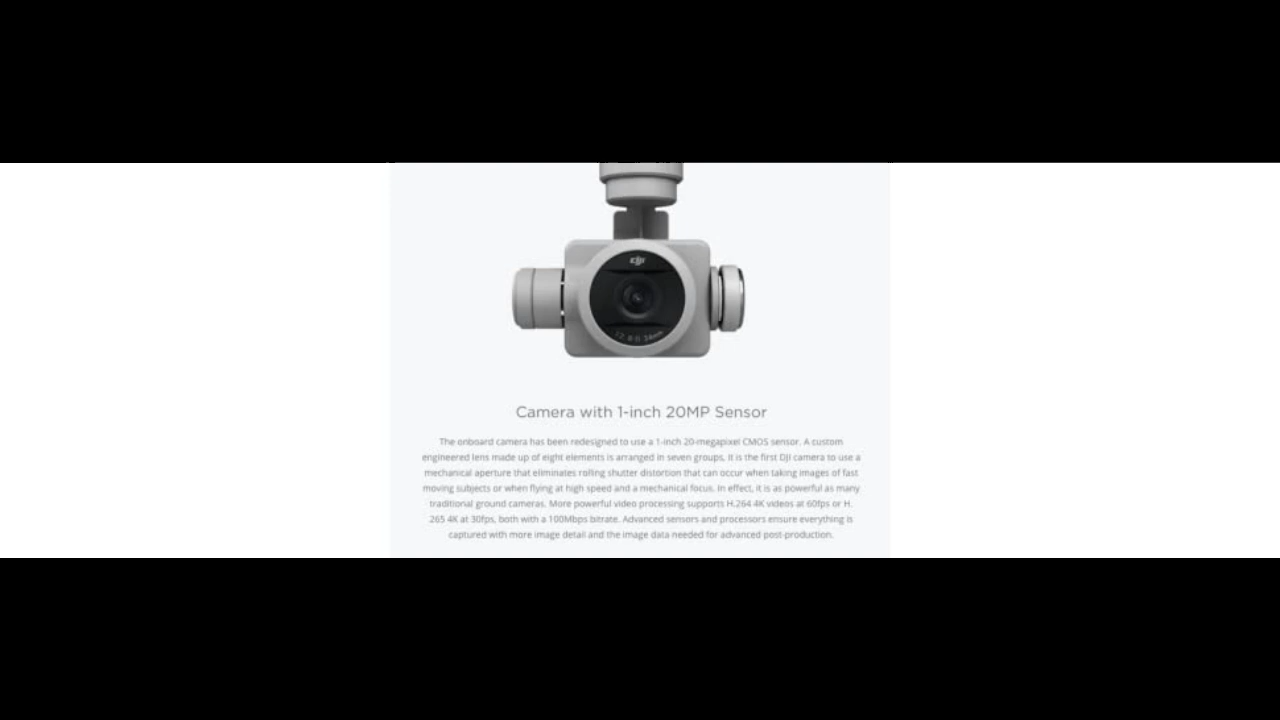 dji
Camera with 1-inch 20MP Sensor
The onboard camera has been redesigned to use a 1-inch 20-megapixel CMOS sensor. A custom
engineered lens made up of eight elements is arranged in seven groups, it is the first DJI camera to use a
mechanical aperture that eliminates rolling shutter distortion that can occur when taking images of fast
moving subjects or when flying at high speed and a mechanical focus. In effect, it is as powerful as many
traditional ground cameras. More powerful video processing supports H.264 4K videos at 60fps or H.
265 4K at 30fps, both with a 100Mbps bitrate. Advanced sensors and processors ensure everything is
captured with more image detail and the image data needed for advanced post-production.